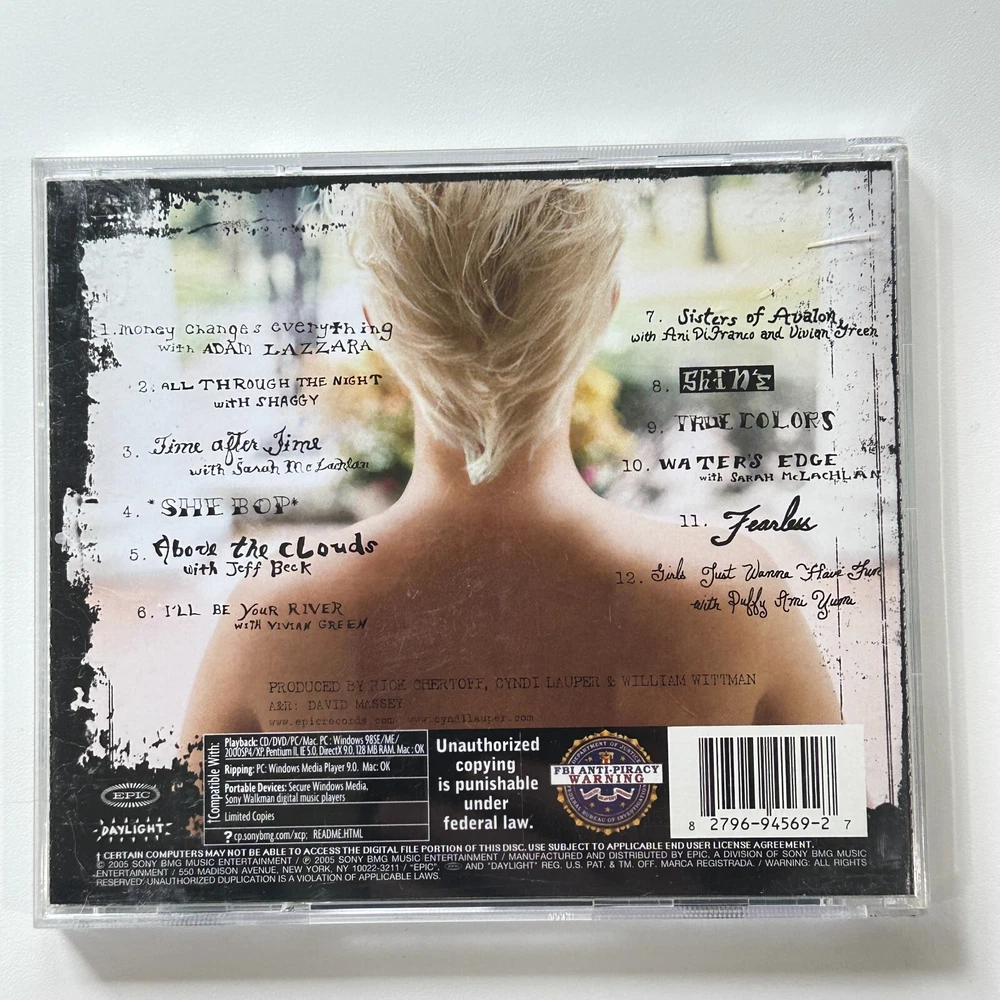 1. Money Changes everything
with ADAM LAZZARA
2. ALL THROUGH THE NIGHT
with SHAGGY
3. Time after Time
with Sarah McLachlan
4. *SHE BOP*
5. Above the cLouds
with Jeff Beck
6. I'LL BE YOUR RIVER
WITH VIVIAN GREEN
7. Sisters of Avalon
with Ani DiFranco and Vivian Green
8. SHINE
9. TRUE COLORS
10. WATER'S EDGE
with SARAH McLACHLAN
11. Fearless
12. Girls Just Wanna Have Fun
with Puffy Ami Yumi
PRODUCED BY RICK CHERTOFF, CYNDI LAUPER & WILLIAM WITTMAN
A&R: DAVID MASSEY
www.epicrecords.com www.cyndilauper.com
EPIC
DAYLIGHT
†Compatible With:
Playback: CD/DVD/PC/Mac. PC: Windows 98SE/ME/
2000SP4/XP, Pentium II, IE 5.0, DirectX 9.0, 128 MB RAM, Mac: OK
Ripping: PC: Windows Media Player 9.0. Mac: OK
Portable Devices: Secure Windows Media,
Sony Walkman digital music players
Limited Copies
? cp.sonybmg.com/xcp; README.HTML
Unauthorized
copying
is punishable
under
federal law.
DEPARTMENT OF JUSTICE
FBI ANTI-PIRACY
WARNING
FEDERAL BUREAU OF INVESTIGATION
8 2796-94569-2 7
† CERTAIN COMPUTERS MAY NOT BE ABLE TO ACCESS THE DIGITAL FILE PORTION OF THIS DISC. USE SUBJECT TO APPLICABLE END USER LICENSE AGREEMENT.
© 2005 SONY BMG MUSIC ENTERTAINMENT / ℗ 2005 SONY BMG MUSIC ENTERTAINMENT / MANUFACTURED AND DISTRIBUTED BY EPIC, A DIVISION OF SONY BMG MUSIC
ENTERTAINMENT / 550 MADISON AVENUE, NEW YORK, NY 10022-3211 / "EPIC", EPIC AND "DAYLIGHT" REG. U.S. PAT. & TM. OFF. MARCA REGISTRADA. / WARNING: ALL RIGHTS
RESERVED. UNAUTHORIZED DUPLICATION IS A VIOLATION OF APPLICABLE LAWS.